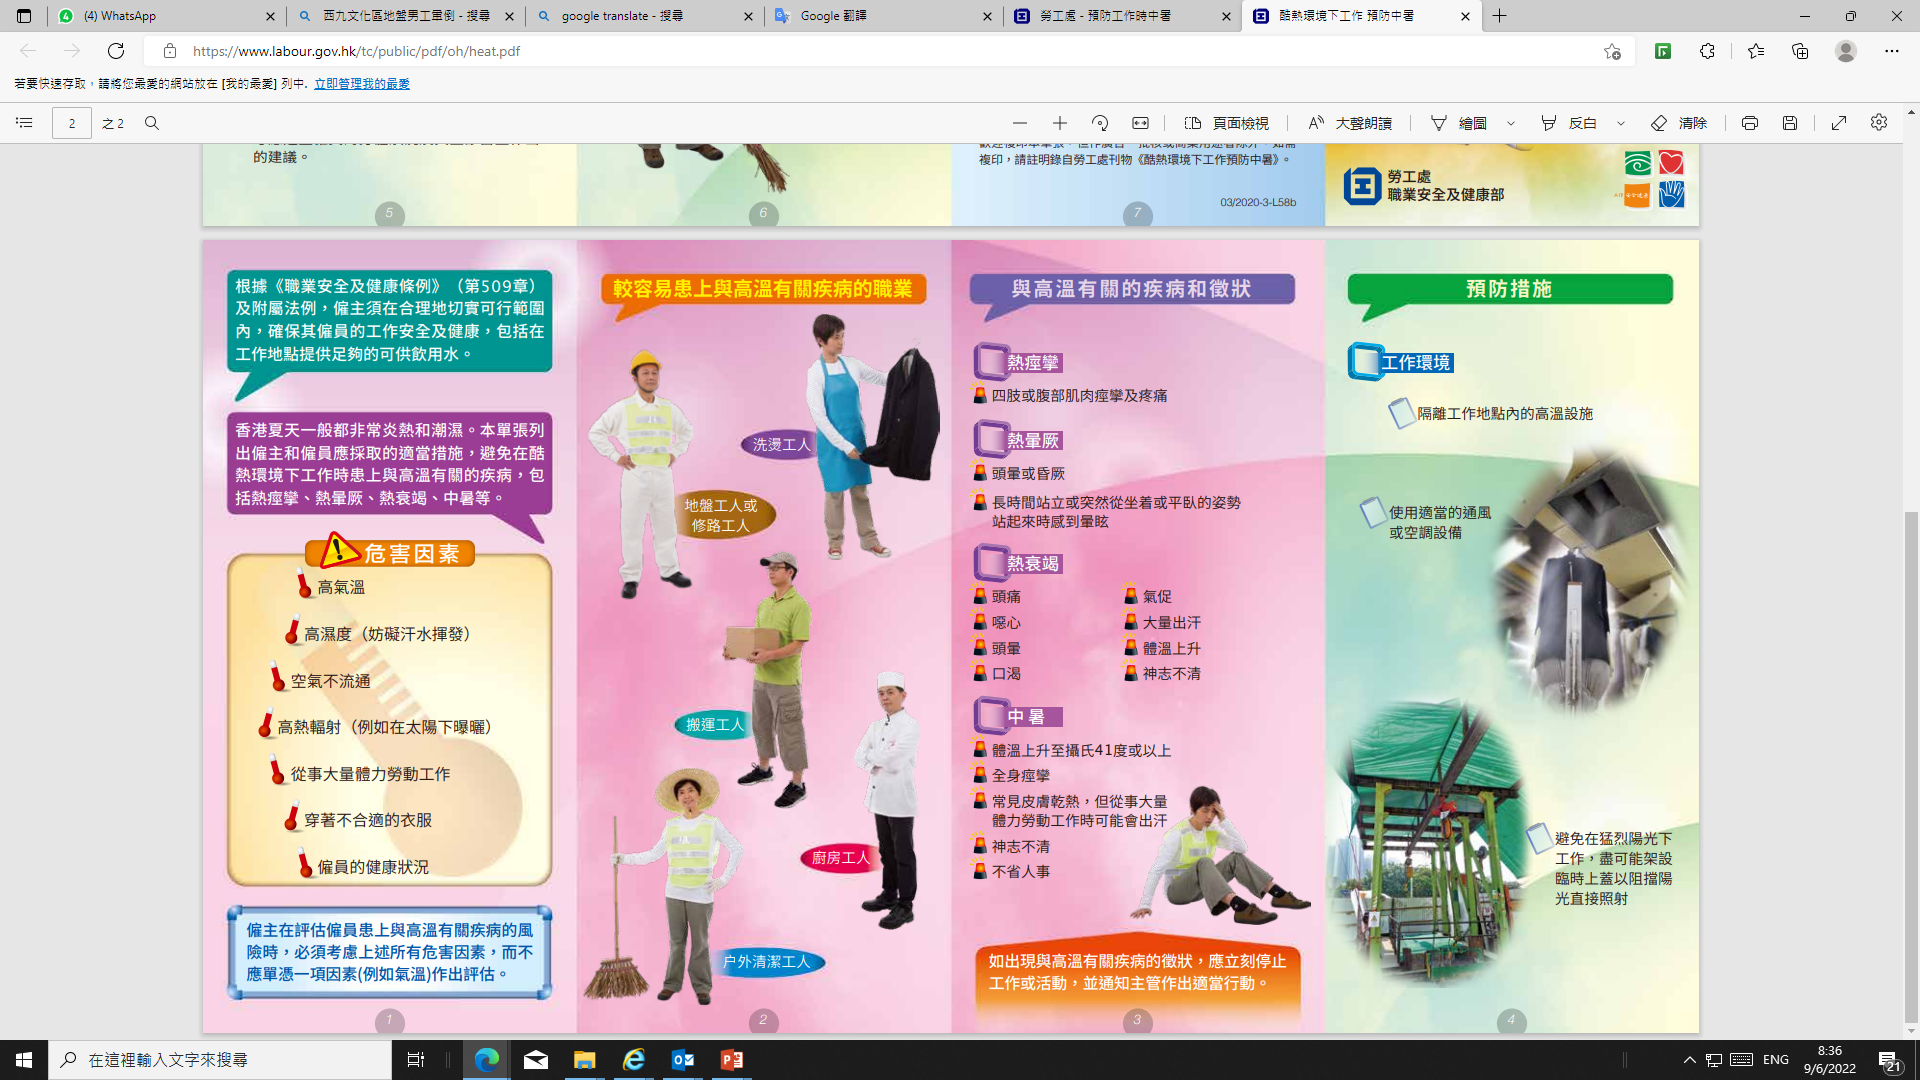 (4) WhatsApp
西九文化區地盤男工暈倒 - 搜尋
google translate - 搜尋
Google 翻譯
勞工處 - 預防工作時中暑
酷熱環境下工作 預防中暑
https://www.labour.gov.hk/tc/public/pdf/oh/heat.pdf
若要快速存取，請將您最愛的網站放在 [我的最愛] 列中. 立即管理我的最愛
2
之 2
頁面檢視
大聲朗讀
繪圖
反白
清除
的建議。
5
6
複印，請註明錄自勞工處刊物《酷熱環境下工作預防中暑》。
03/2020-3-L58b
7
勞工處
職業安全及健康部
根據《職業安全及健康條例》（第509章）
及附屬法例，僱主須在合理地切實可行範圍
內，確保其僱員的工作安全及健康，包括在
工作地點提供足夠的可供飲用水。
香港夏天一般都非常炎熱和潮濕。本單張列
出僱主和僱員應採取的適當措施，避免在酷
熱環境下工作時患上與高溫有關的疾病，包
括熱痙攣、熱暈厥、熱衰竭、中暑等。
危害因素
高氣溫
高濕度（妨礙汗水揮發）
空氣不流通
高熱輻射（例如在太陽下曝曬）
從事大量體力勞動工作
穿著不合適的衣服
僱員的健康狀況
僱主在評估僱員患上與高溫有關疾病的風
險時，必須考慮上述所有危害因素，而不
應單憑一項因素(例如氣溫)作出評估。
1
較容易患上與高溫有關疾病的職業
洗燙工人
地盤工人或
修路工人
搬運工人
廚房工人
户外清潔工人
2
與高溫有關的疾病和徵狀
熱痙攣
四肢或腹部肌肉痙攣及疼痛
熱暈厥
頭暈或昏厥
長時間站立或突然從坐着或平臥的姿勢
站起來時感到暈眩
熱衰竭
頭痛
氣促
噁心
大量出汗
頭暈
體溫上升
口渴
神志不清
中暑
體溫上升至攝氏41度或以上
全身痙攣
常見皮膚乾熱，但從事大量
體力勞動工作時可能會出汗
神志不清
不省人事
如出現與高溫有關疾病的徵狀，應立刻停止
工作或活動，並通知主管作出適當行動。
3
預防措施
工作環境
隔離工作地點內的高溫設施
使用適當的通風
或空調設備
避免在猛烈陽光下
工作，盡可能架設
臨時上蓋以阻擋陽
光直接照射
4
在這裡輸入文字來搜尋
ENG
8:36
9/6/2022
21